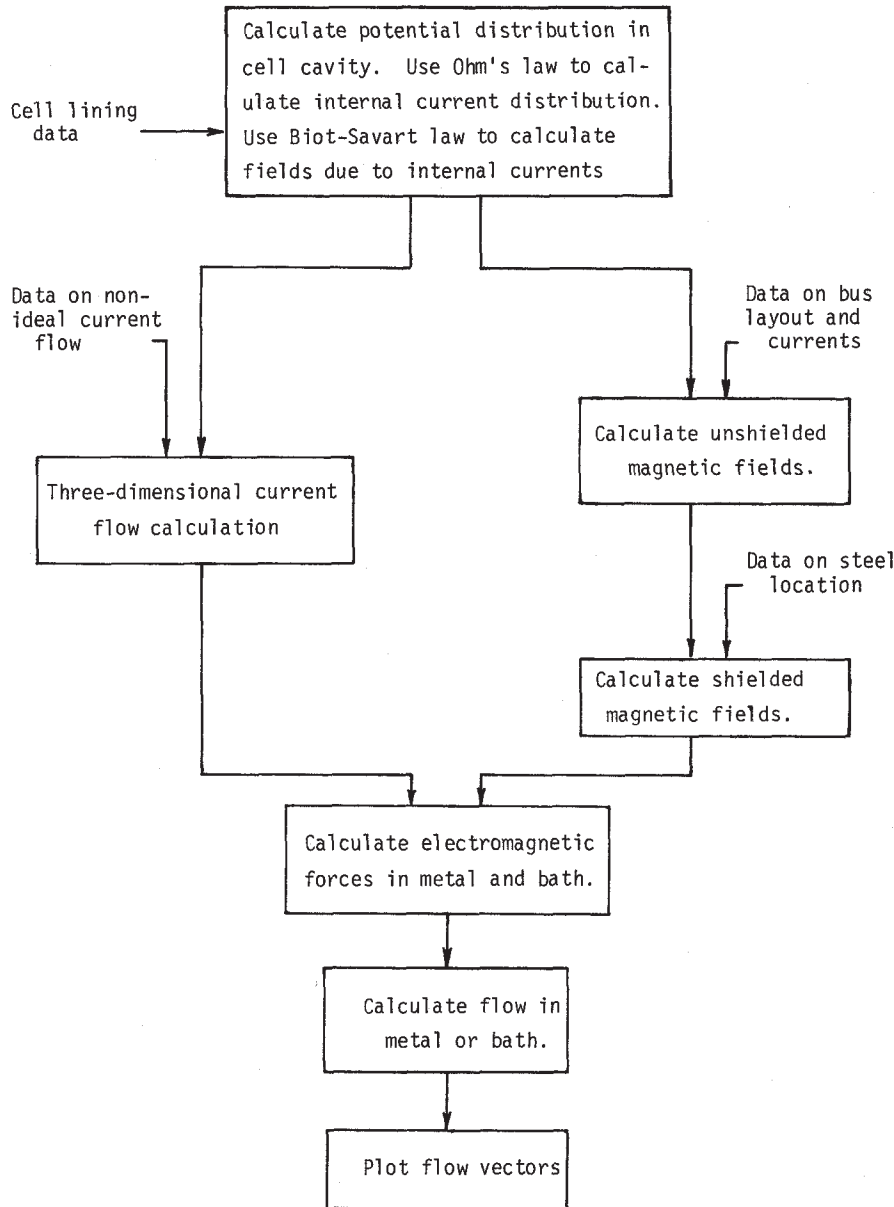 Calculate potential distribution in
cell cavity. Use Ohm's law to cal-
ulate internal current distribution.
Use Biot-Savart law to calculate
fields due to internal currents
Cell lining
data
Data on non-
ideal current
flow
Data on bus
layout and
currents
Calculate unshielded
magnetic fields.
Three-dimensional current
flow calculation
Data on steel
location
Calculate shielded
magnetic fields.
Calculate electromagnetic
forces in metal and bath.
Calculate flow in
metal or bath.
Plot flow vectors